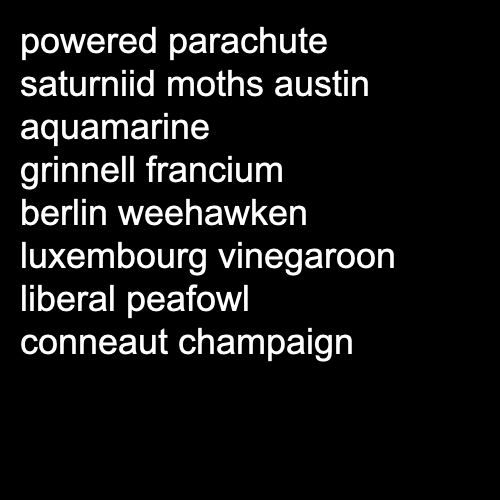 powered parachute
saturniid moths austin
aquamarine
grinnell francium
berlin weehawken
luxembourg vinegaroon
liberal peafowl
conneaut champaign